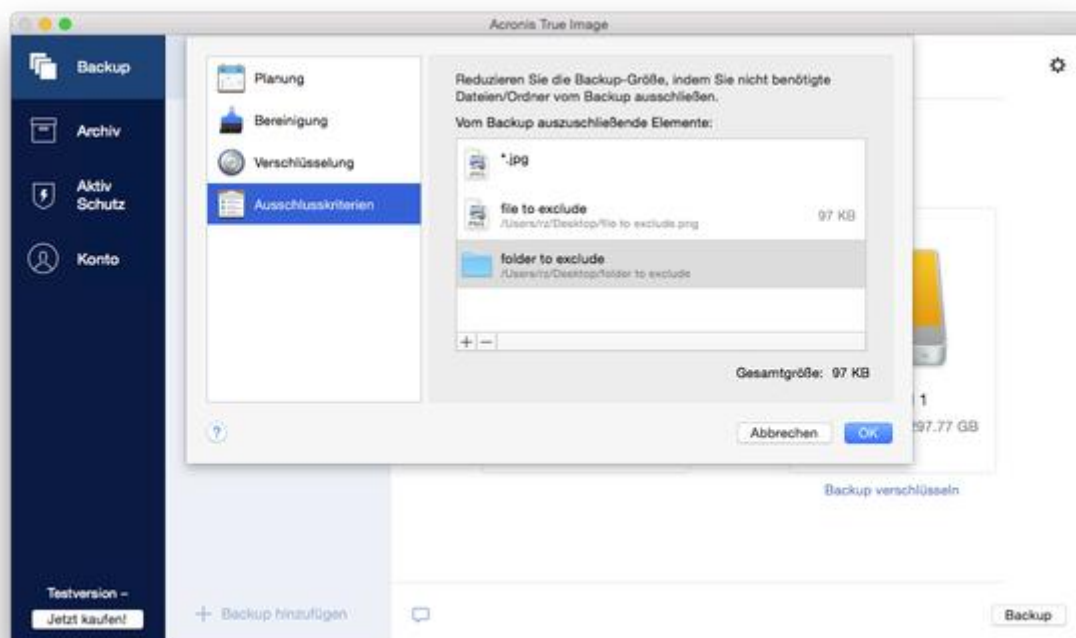 Acronis True Image
Backup
Archiv
Aktiv
Schutz
Konto
Testversion –
Jetzt kaufen!
Planung
Bereinigung
Verschlüsselung
Ausschlusskriterien
Reduzieren Sie die Backup-Größe, indem Sie nicht benötigte
Dateien/Ordner vom Backup ausschließen.
Vom Backup auszuschließende Elemente:
*.jpg
file to exclude
/Users/rz/Desktop/file to exclude.png
97 KB
folder to exclude
/Users/rz/Desktop/folder to exclude
+ −
Gesamtgröße: 97 KB
?
Abbrechen
OK
1
297.77 GB
Backup verschlüsseln
+ Backup hinzufügen
Backup